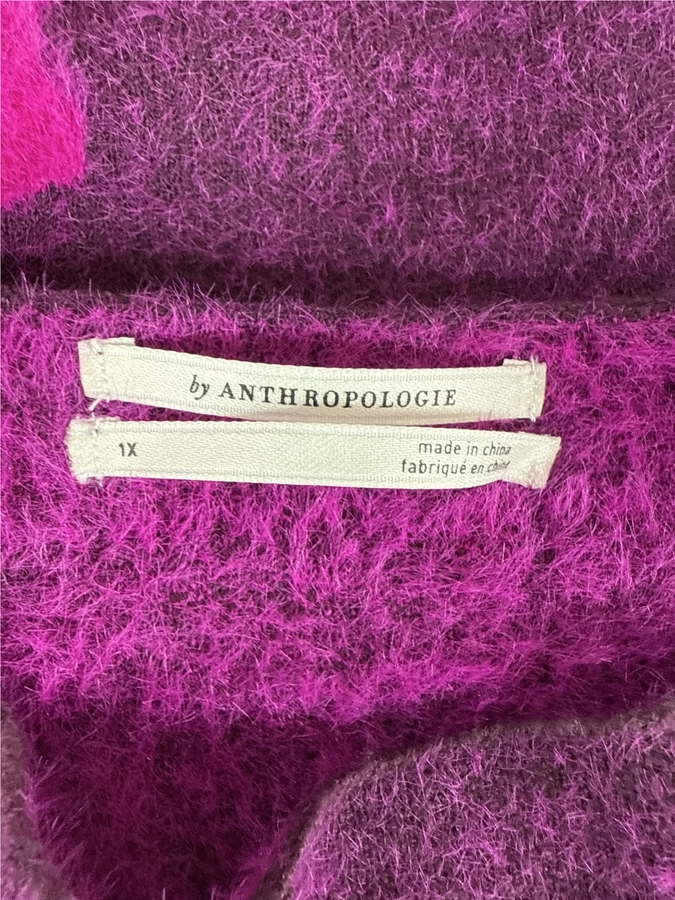 by ANTHROPOLOGIE
1X
made in china
fabriqué en chine